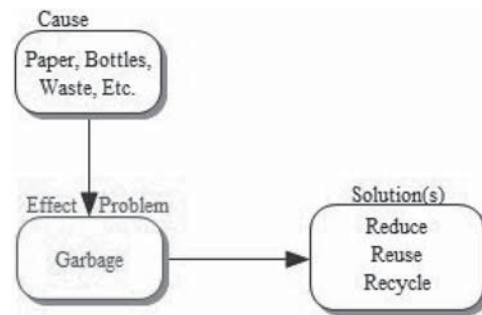 Cause
Paper, Bottles,
Waste, Etc.
Effect Problem
Garbage
Solution(s)
Reduce
Reuse
Recycle